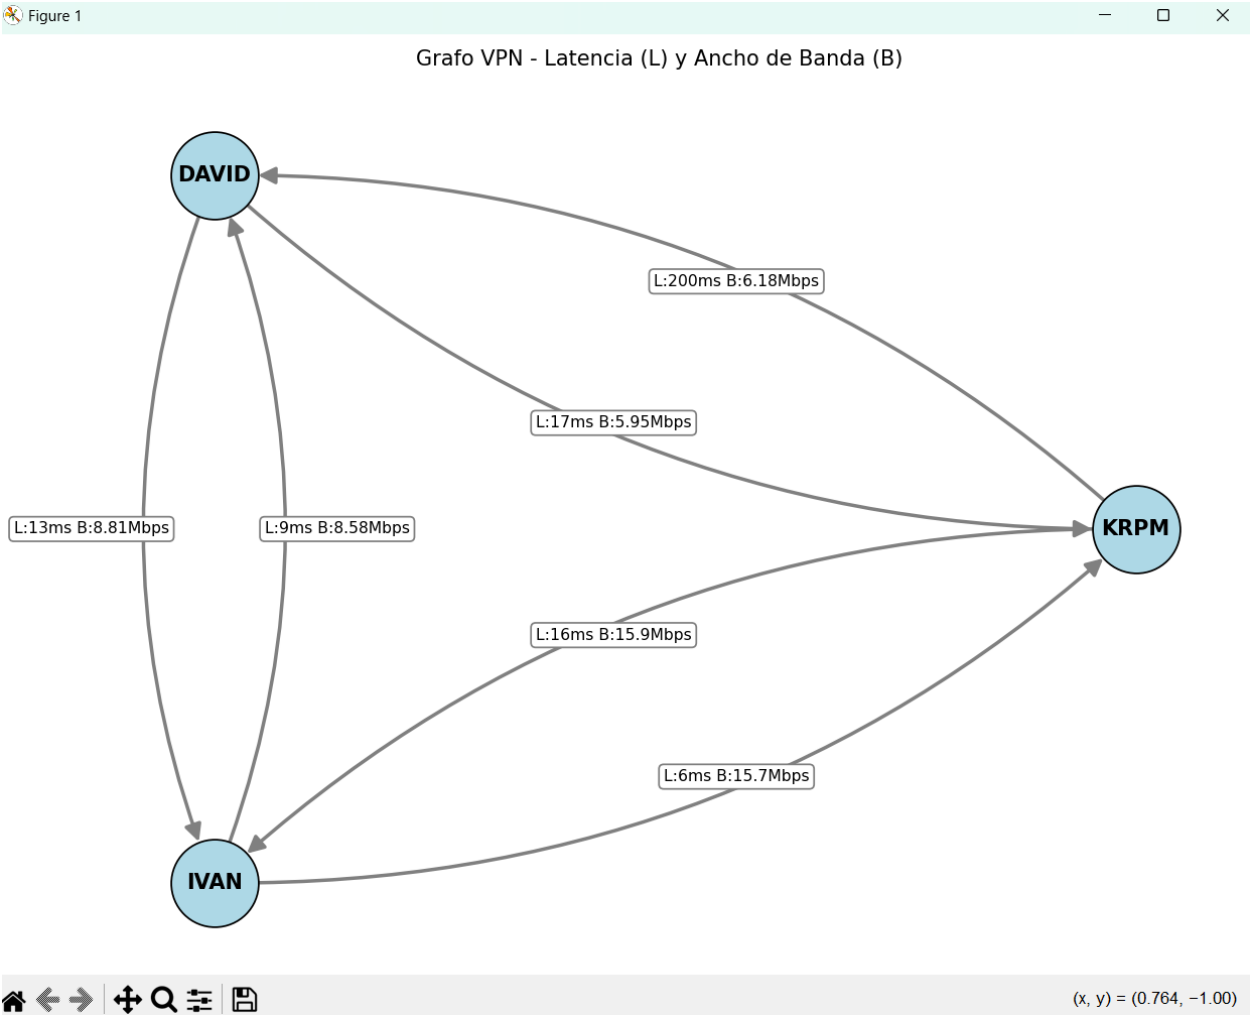 Figure 1
Grafo VPN - Latencia (L) y Ancho de Banda (B)
DAVID
L:200ms B:6.18Mbps
L:17ms B:5.95Mbps
L:13ms B:8.81Mbps
L:9ms B:8.58Mbps
KRPM
L:16ms B:15.9Mbps
L:6ms B:15.7Mbps
IVAN
(x, y) = (0.764, −1.00)